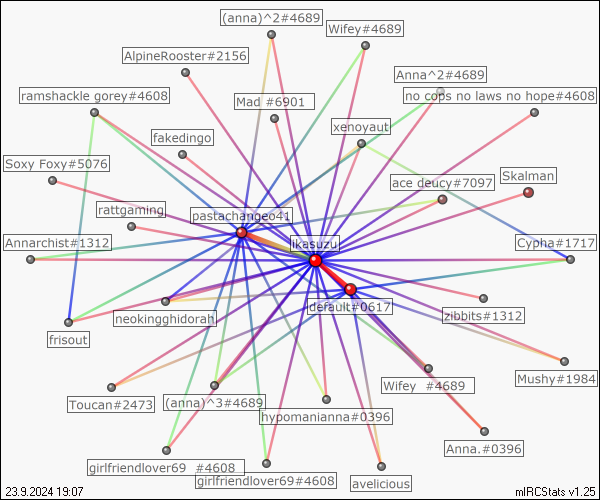 (anna)^2#4689
Wifey#4689
AlpineRooster#2156
Anna^2#4689
ramshackle gorey#4608
no cops no laws no hope#4608
Mad #6901
xenoyaut
fakedingo
Soxy Foxy#5076
ace deucy#7097
Skalman
rattgaming
pastachangeo41
Annarchist#1312
ikasuzu
Cypha#1717
default#0617
neokingghidorah
zibbits#1312
frisout
Mushy#1984
Wifey  #4689
Toucan#2473
(anna)^3#4689
hypomanianna#0396
Anna.#0396
girlfriendlover69  #4608
girlfriendlover69#4608
avelicious
23.9.2024 19:07
mIRCStats v1.25